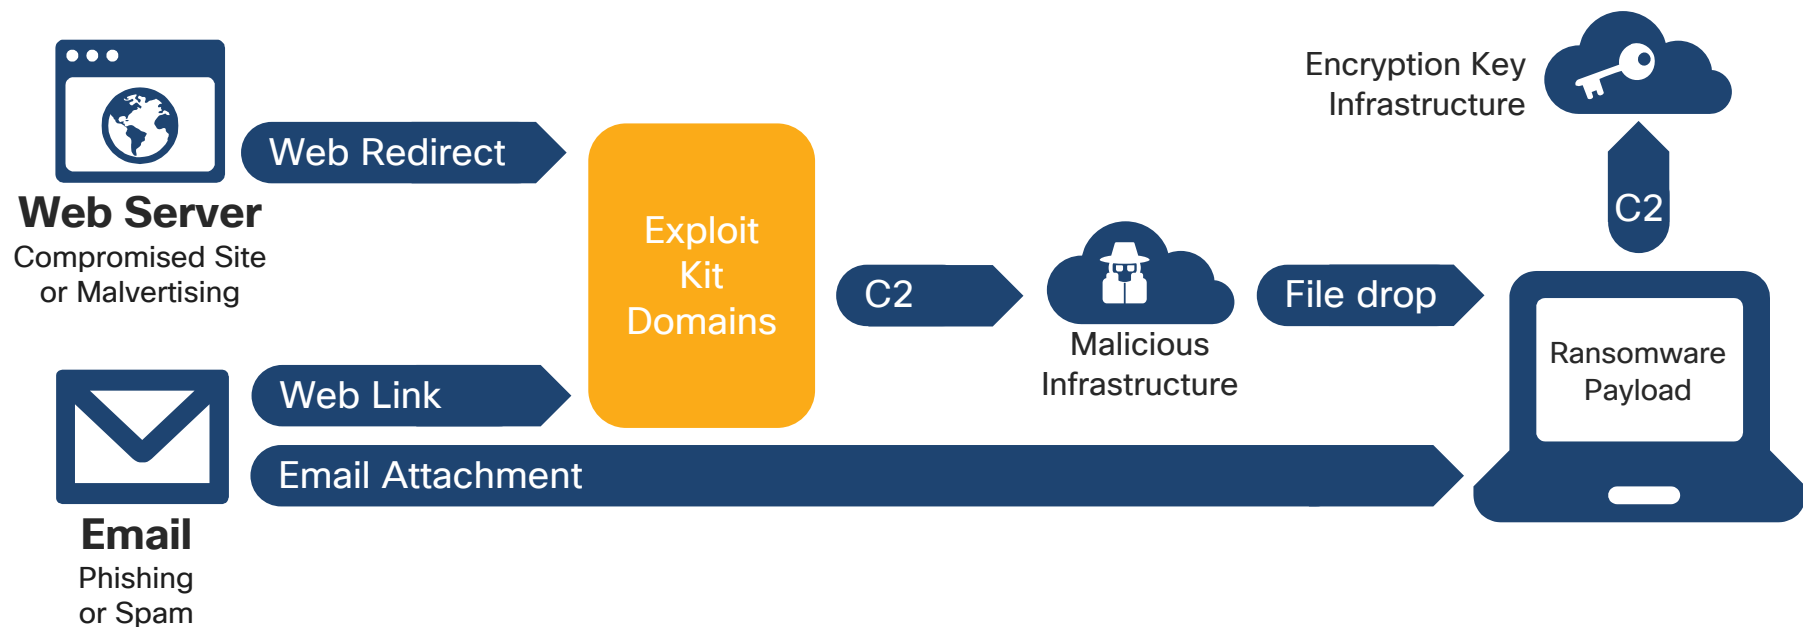 Web Server
Compromised Site
or Malvertising
Web Redirect
Email
Phishing
or Spam
Web Link
Email Attachment
Exploit
Kit
Domains
C2
Malicious
Infrastructure
File drop
Ransomware
Payload
C2
Encryption Key
Infrastructure